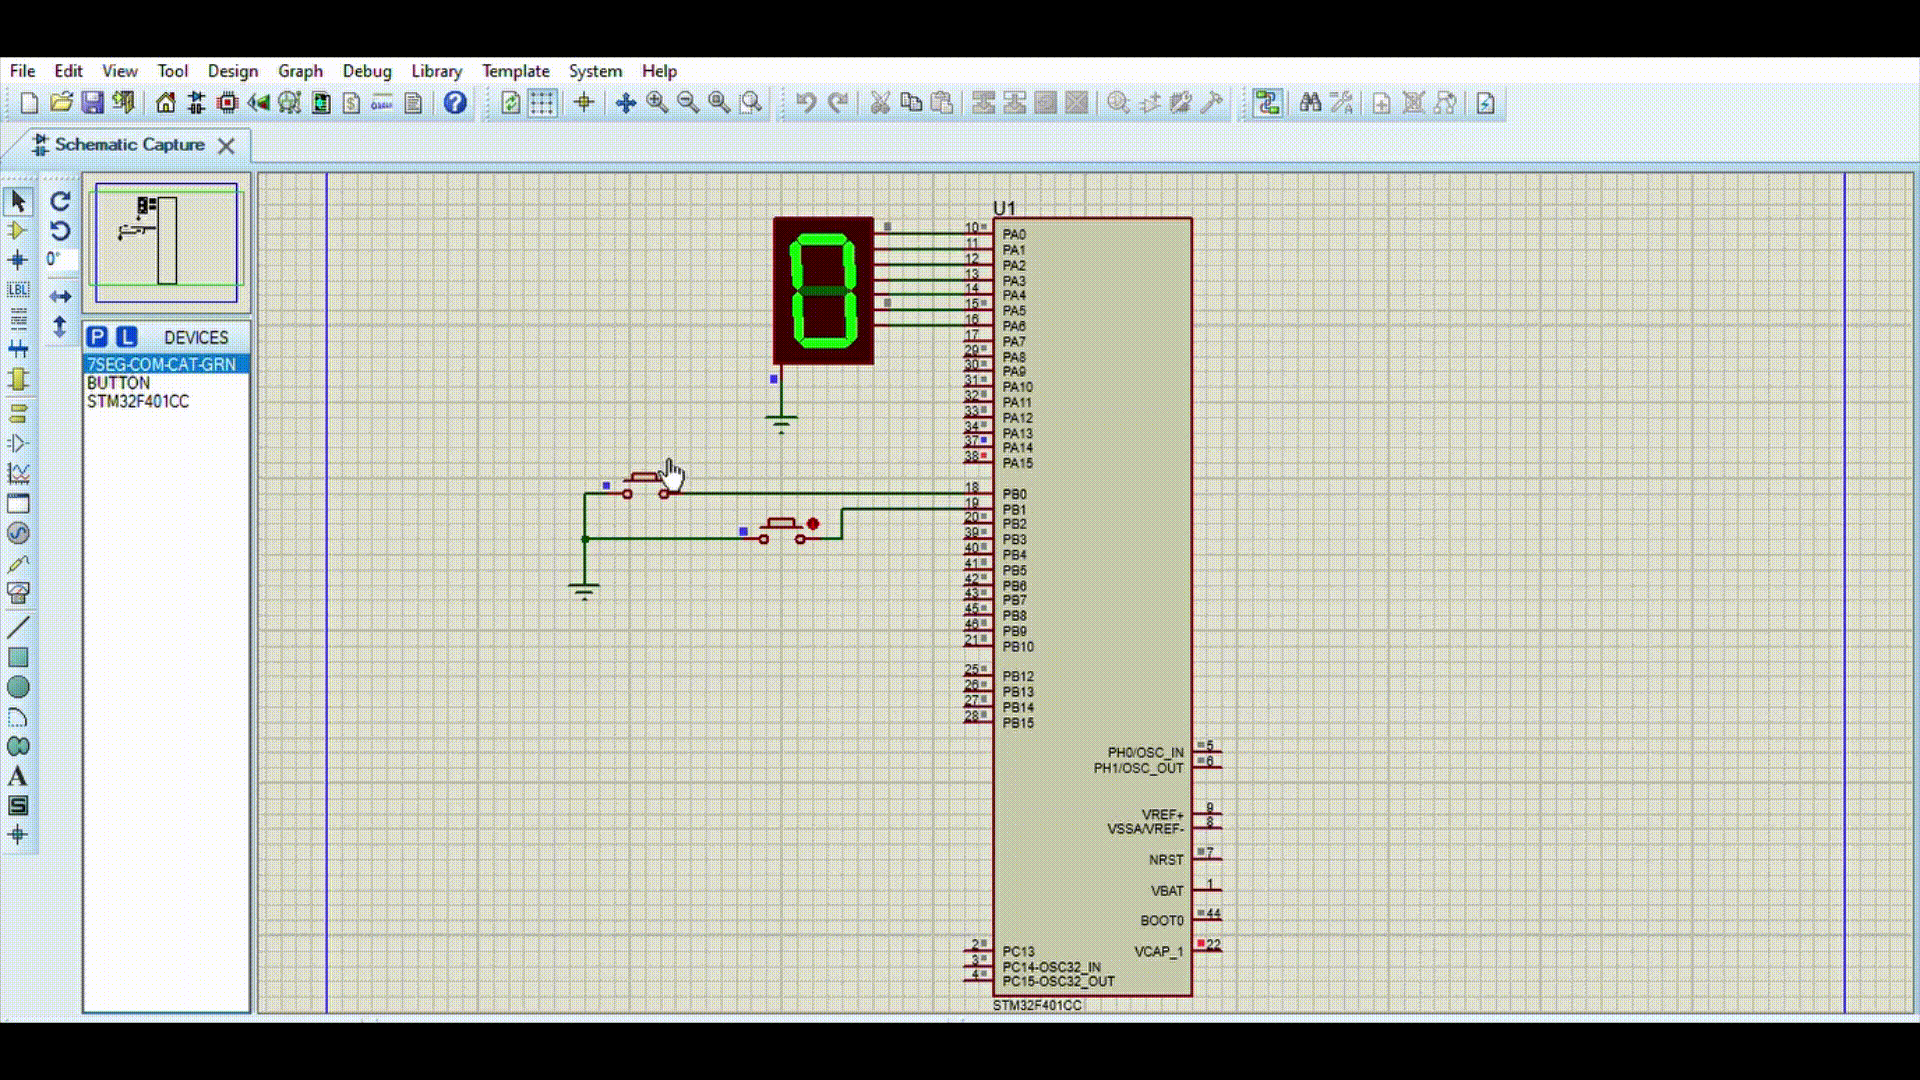 File Edit View Tool Design Graph Debug Library Template System Help
Schematic Capture
0°
LBL
P L DEVICES
7SEG-COM-CAT-GRN
BUTTON
STM32F401CC
A
S
U1
10 PA0
11 PA1
12 PA2
13 PA3
14 PA4
15 PA5
16 PA6
17 PA7
29 PA8
30 PA9
31 PA10
32 PA11
33 PA12
34 PA13
37 PA14
38 PA15
18 PB0
19 PB1
20 PB2
39 PB3
40 PB4
41 PB5
42 PB6
43 PB7
45 PB8
46 PB9
21 PB10
25 PB12
26 PB13
27 PB14
28 PB15
PH0/OSC_IN 5
PH1/OSC_OUT 6
VREF+ 9
VSSA/VREF- 8
NRST 7
VBAT 1
BOOT0 44
2 PC13 VCAP_1 22
3 PC14-OSC32_IN
4 PC15-OSC32_OUT
STM32F401CC